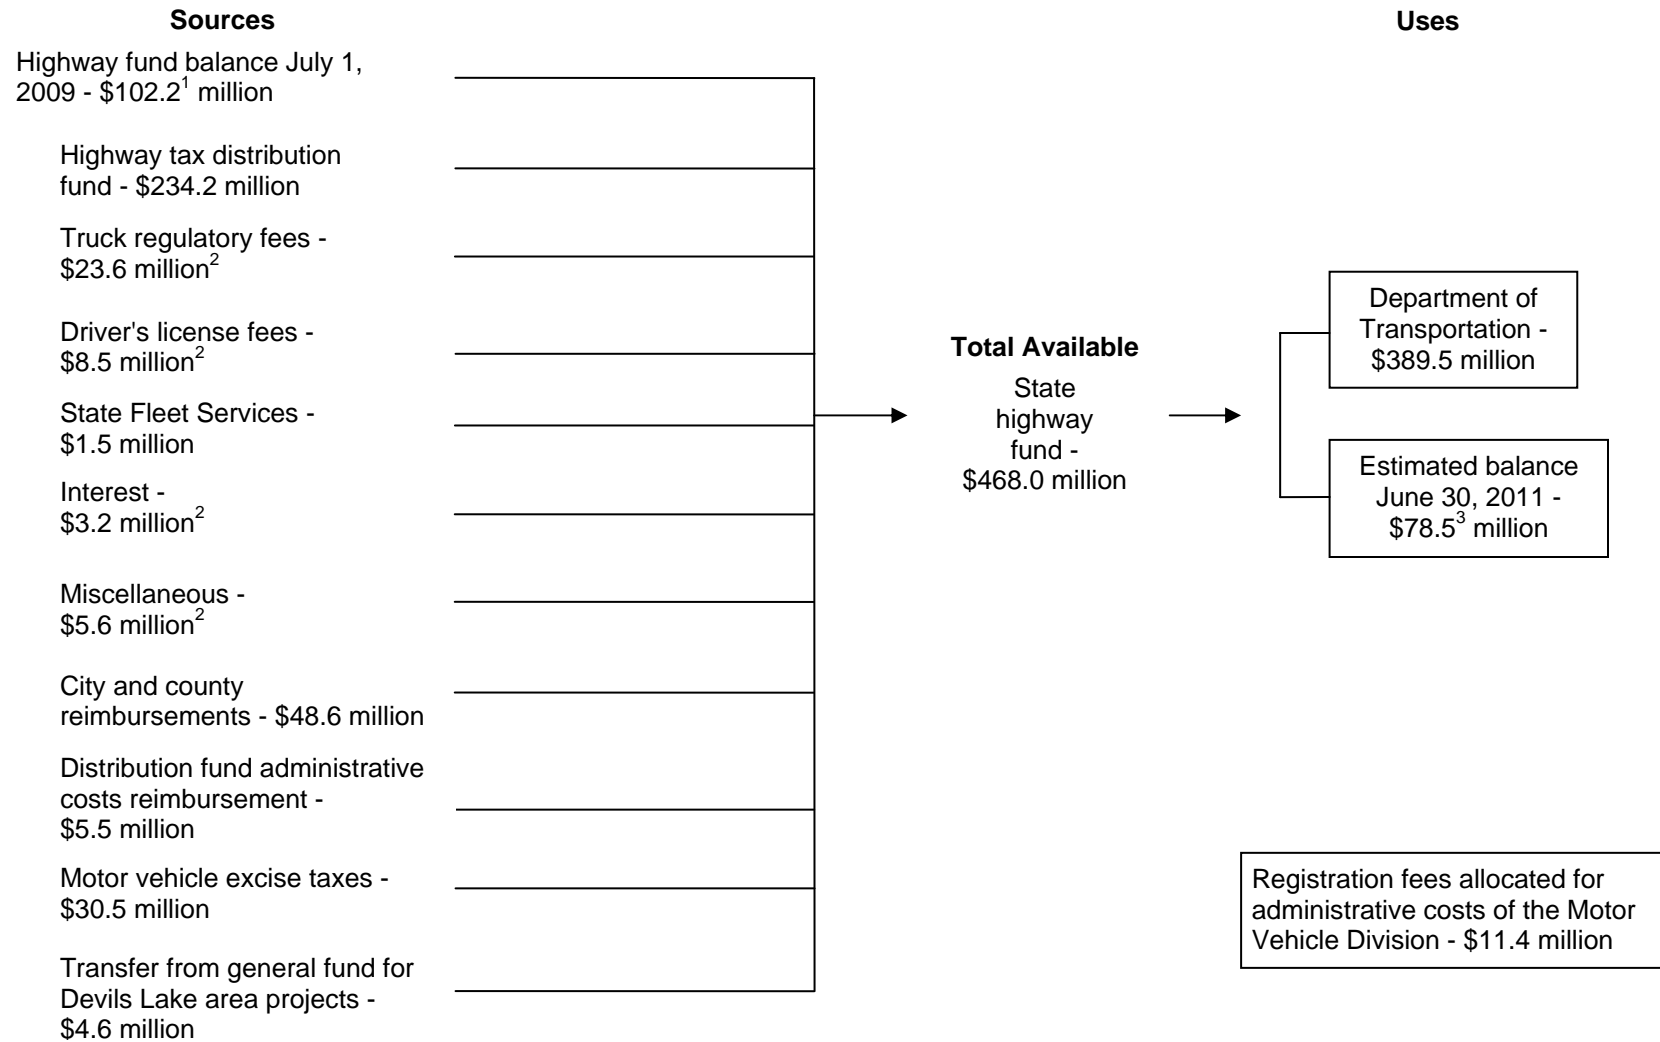 Sources
Highway fund balance July 1,
2009 - $102.2¹ million
Highway tax distribution
fund - $234.2 million
Truck regulatory fees -
$23.6 million²
Driver's license fees -
$8.5 million²
State Fleet Services -
$1.5 million
Interest -
$3.2 million²
Miscellaneous -
$5.6 million²
City and county
reimbursements - $48.6 million
Distribution fund administrative
costs reimbursement -
$5.5 million
Motor vehicle excise taxes -
$30.5 million
Transfer from general fund for
Devils Lake area projects -
$4.6 million
Total Available
State
highway
fund -
$468.0 million
Uses
Department of
Transportation -
$389.5 million
Estimated balance
June 30, 2011 -
$78.5³ million
Registration fees allocated for
administrative costs of the Motor
Vehicle Division - $11.4 million